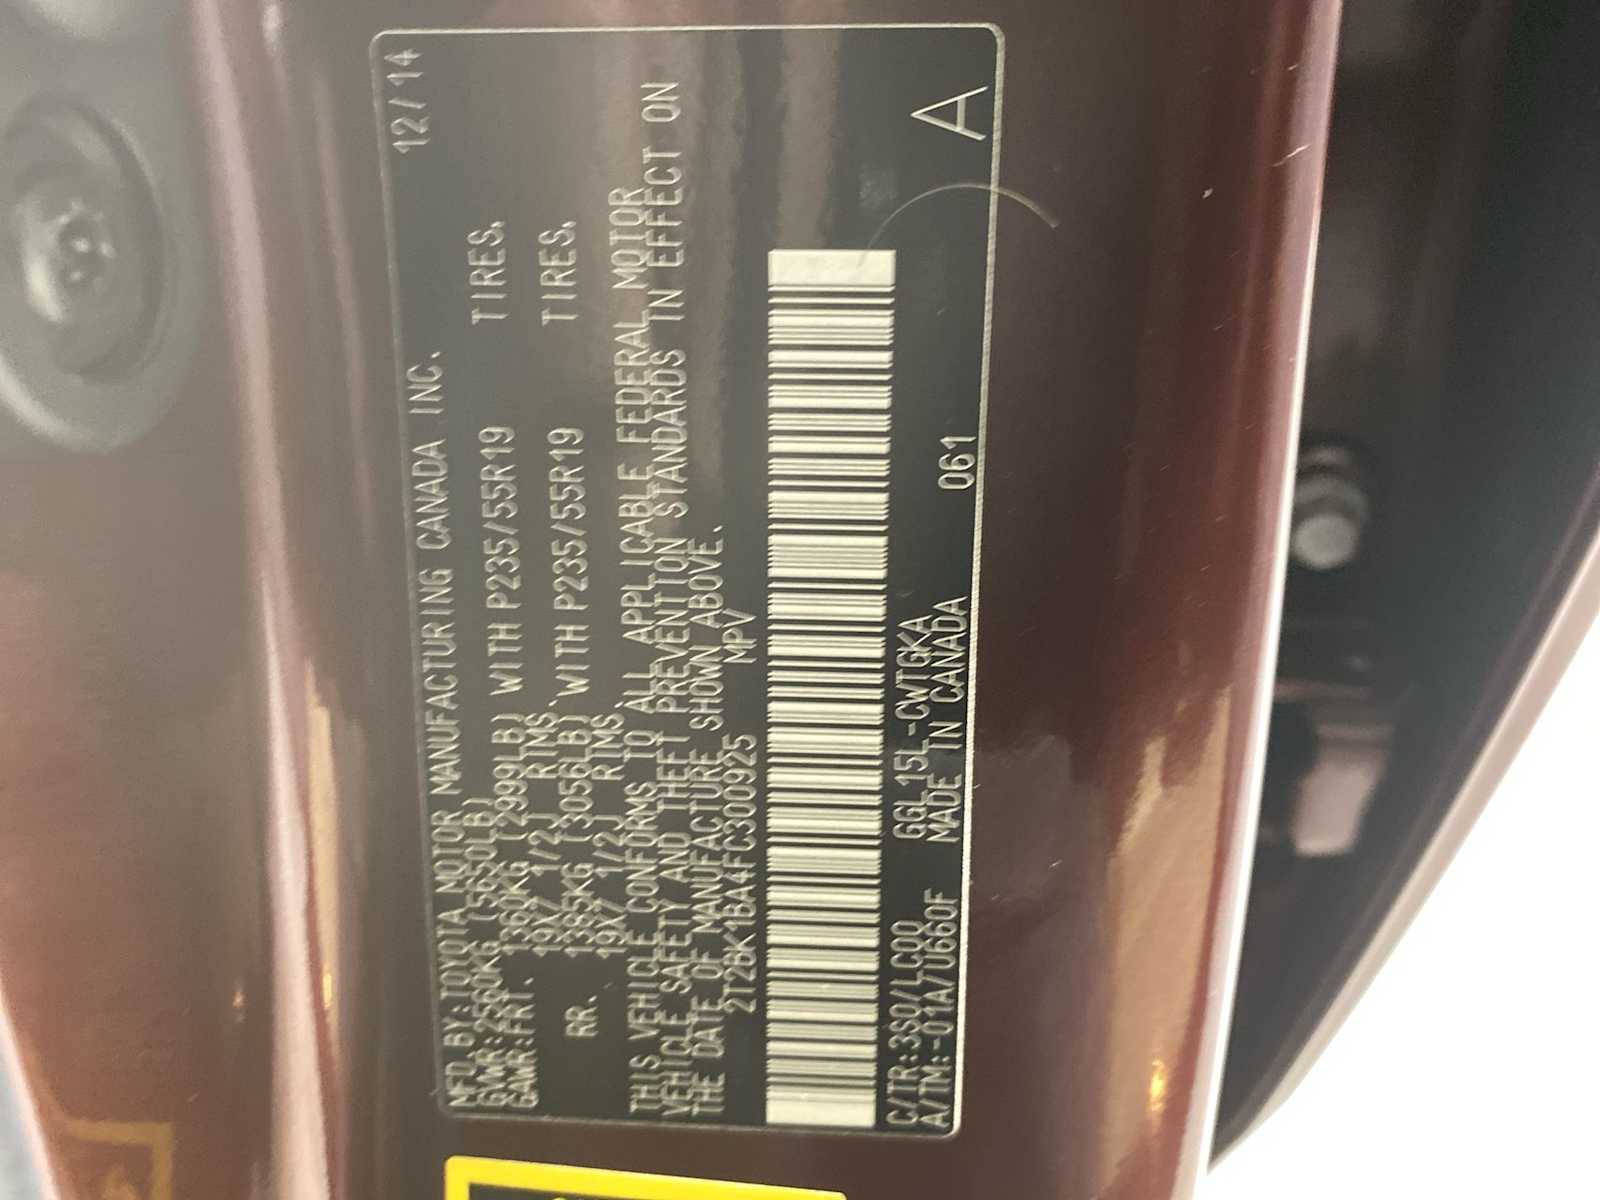 MFD.BY:TOYOTA MOTOR MANUFACTURING CANADA INC. 12/14
GVWR:2560KG (5650LB)
GAWR:FRT. 1360KG (2999LB) WITH P235/55R19 TIRES,
19X7 1/2J RIMS.
RR. 1385KG (3056LB) WITH P235/55R19 TIRES,
19X7 1/2J RIMS.
THIS VEHICLE CONFORMS TO ALL APPLICABLE FEDERAL MOTOR
VEHICLE SAFETY AND THEFT PREVENTION STANDARDS IN EFFECT ON
THE DATE OF MANUFACTURE SHOWN ABOVE.
2T2BK1BA4FC300925 MPV
C/TR:3S0/LC00 GGL15L-CWTGKA
A/TM:-01A/U660F MADE IN CANADA 061 A